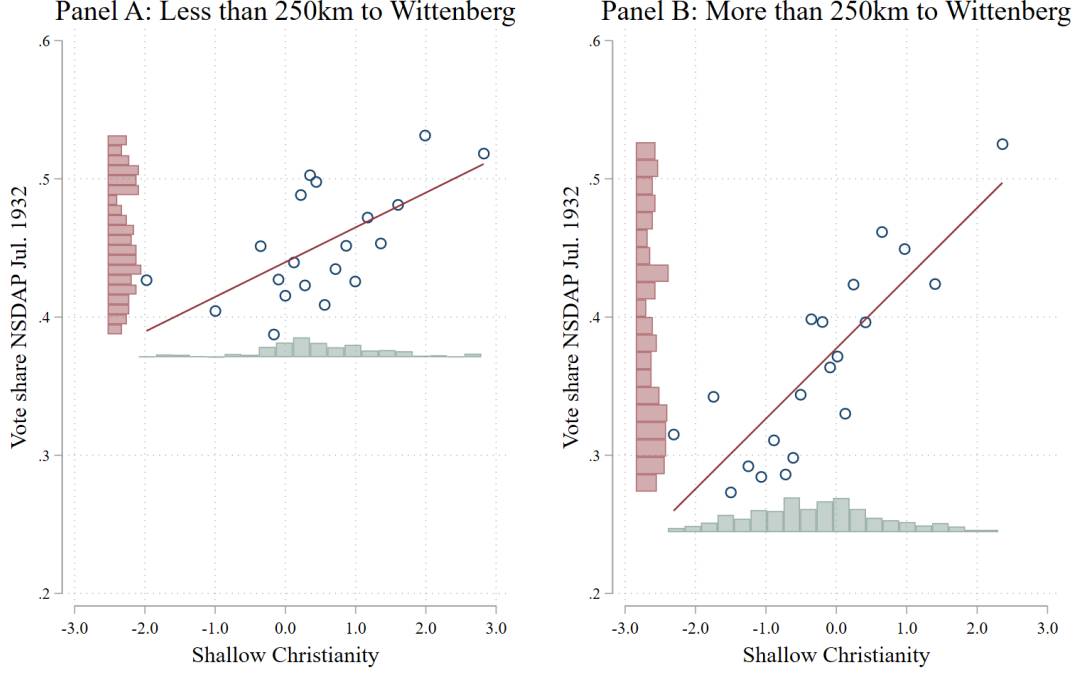 Panel A: Less than 250km to Wittenberg
.6
.5
.4
.3
.2
Vote share NSDAP Jul. 1932
-3.0 -2.0 -1.0 0.0 1.0 2.0 3.0
Shallow Christianity
Panel B: More than 250km to Wittenberg
.6
.5
.4
.3
.2
Vote share NSDAP Jul. 1932
-3.0 -2.0 -1.0 0.0 1.0 2.0 3.0
Shallow Christianity